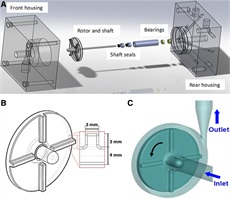 A
Front housing
Rotor and shaft
Bearings
Shaft seals
Rear housing
B
3 mm
3 mm
4 mm
C
Outlet
Inlet